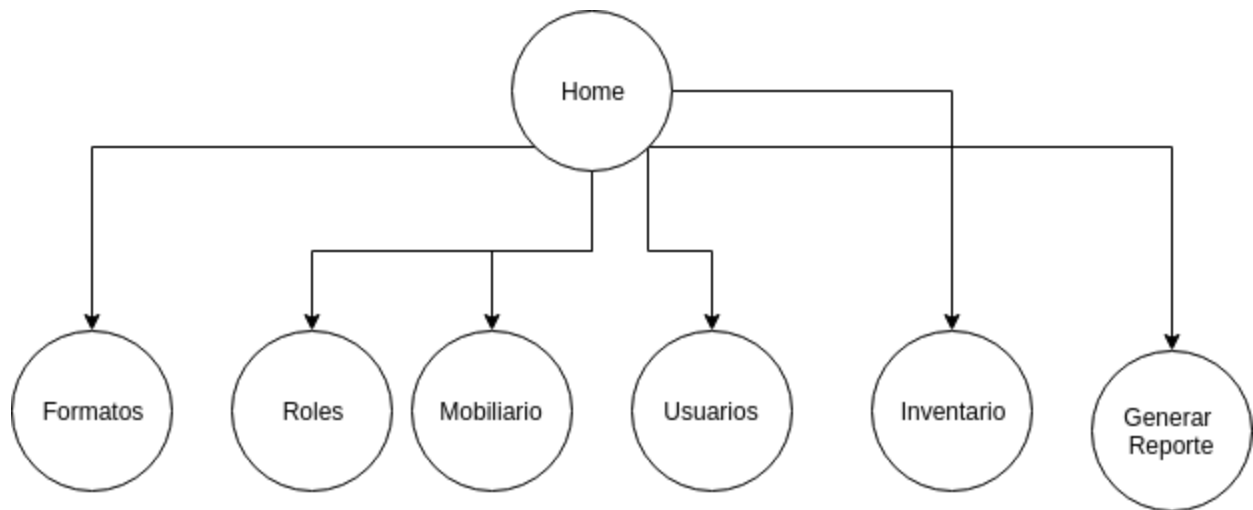 Home
Formatos
Roles
Mobiliario
Usuarios
Inventario
Generar
Reporte